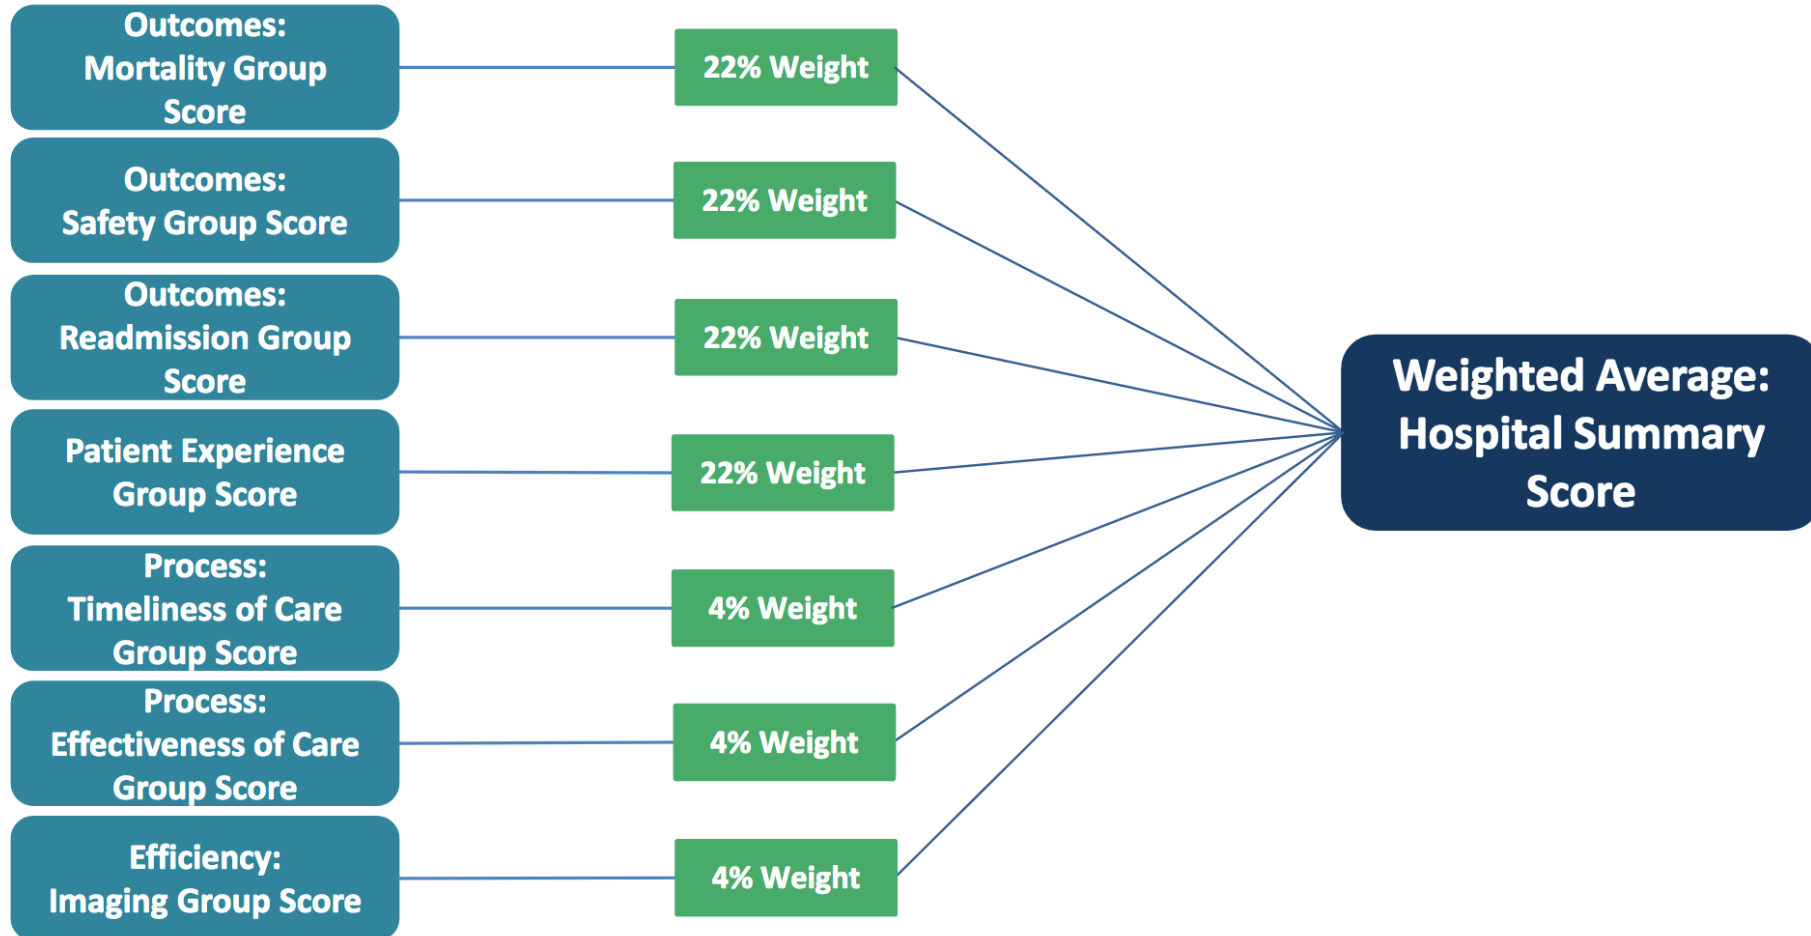 Outcomes:
Mortality Group
Score
22% Weight
Outcomes:
Safety Group Score
22% Weight
Outcomes:
Readmission Group
Score
22% Weight
Patient Experience
Group Score
22% Weight
Process:
Timeliness of Care
Group Score
4% Weight
Process:
Effectiveness of Care
Group Score
4% Weight
Efficiency:
Imaging Group Score
4% Weight
Weighted Average:
Hospital Summary
Score